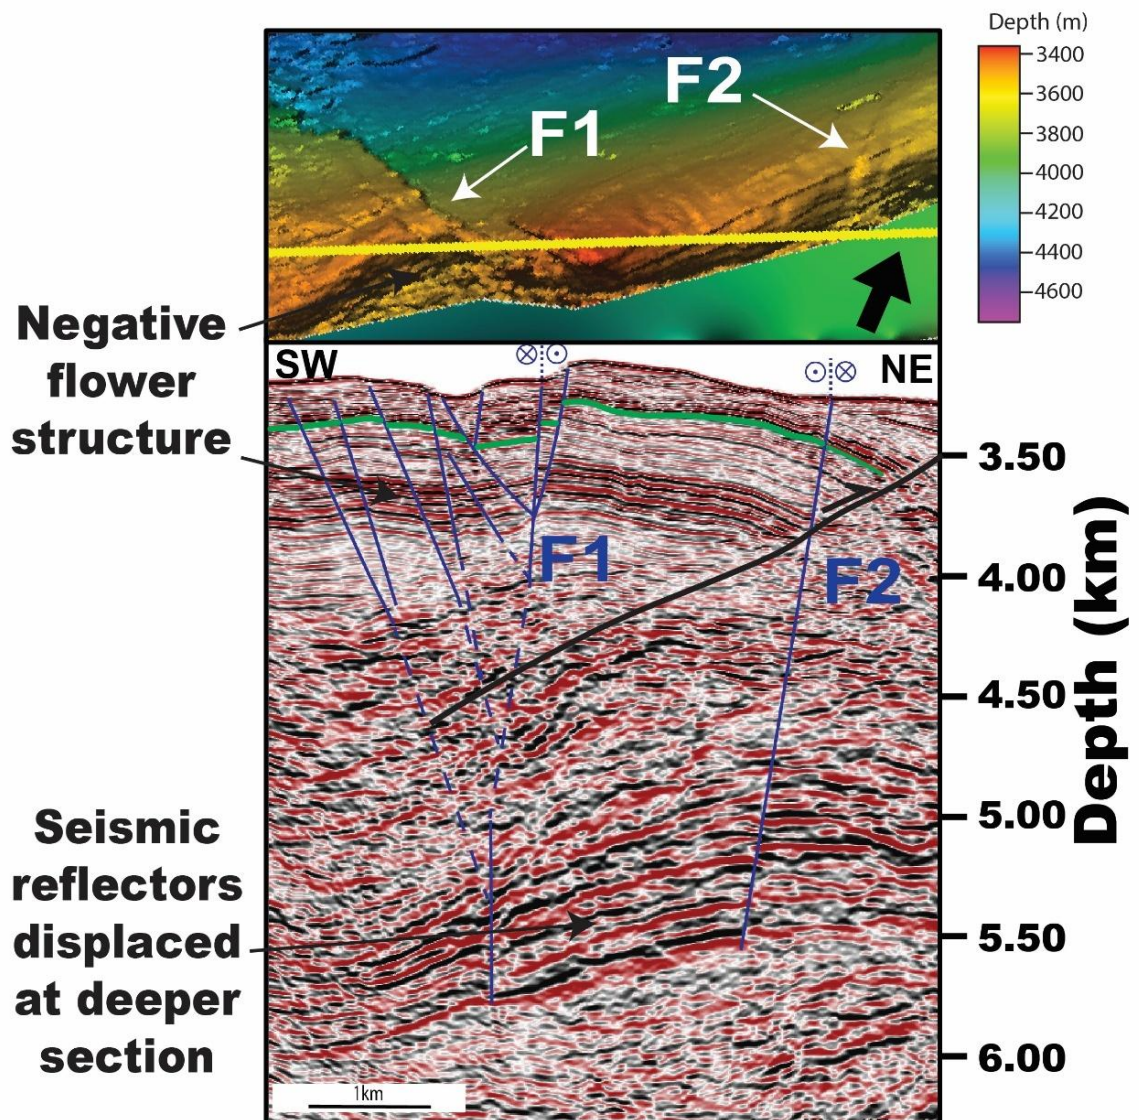 Depth (m)
3400
3600
3800
4000
4200
4400
4600
F1
F2
Negative
flower
structure
SW
NE
3.50
4.00
4.50
5.00
5.50
6.00
Depth (km)
F1
F2
Seismic
reflectors
displaced
at deeper
section
1km